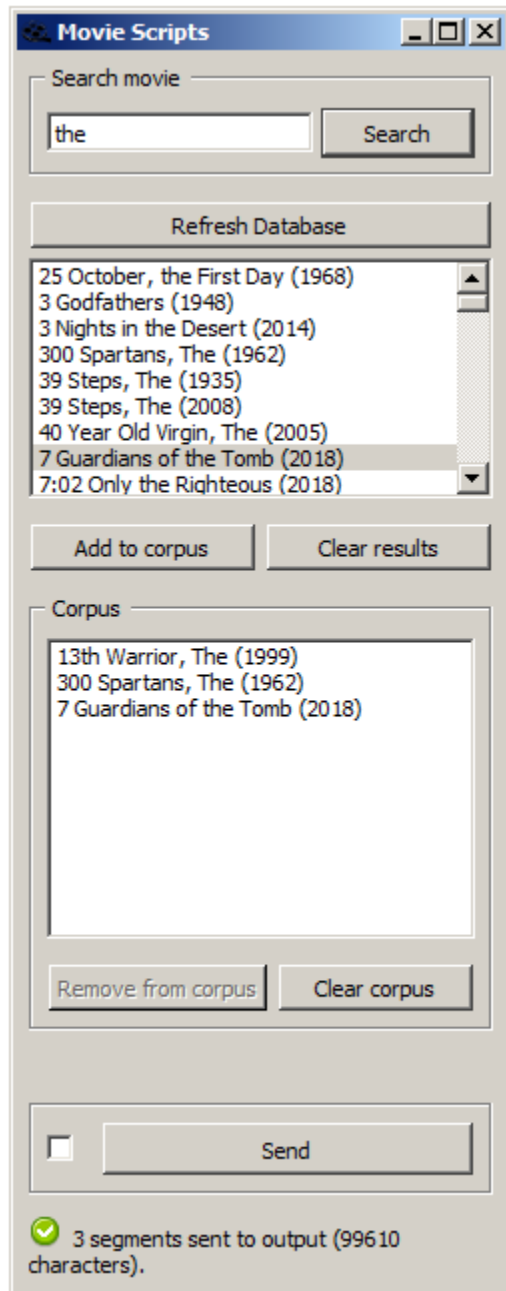 Movie Scripts
Search movie
the
Search
Refresh Database
25 October, the First Day (1968)
3 Godfathers (1948)
3 Nights in the Desert (2014)
300 Spartans, The (1962)
39 Steps, The (1935)
39 Steps, The (2008)
40 Year Old Virgin, The (2005)
7 Guardians of the Tomb (2018)
7:02 Only the Righteous (2018)
Add to corpus
Clear results
Corpus
13th Warrior, The (1999)
300 Spartans, The (1962)
7 Guardians of the Tomb (2018)
Remove from corpus
Clear corpus
Send
3 segments sent to output (99610
characters).